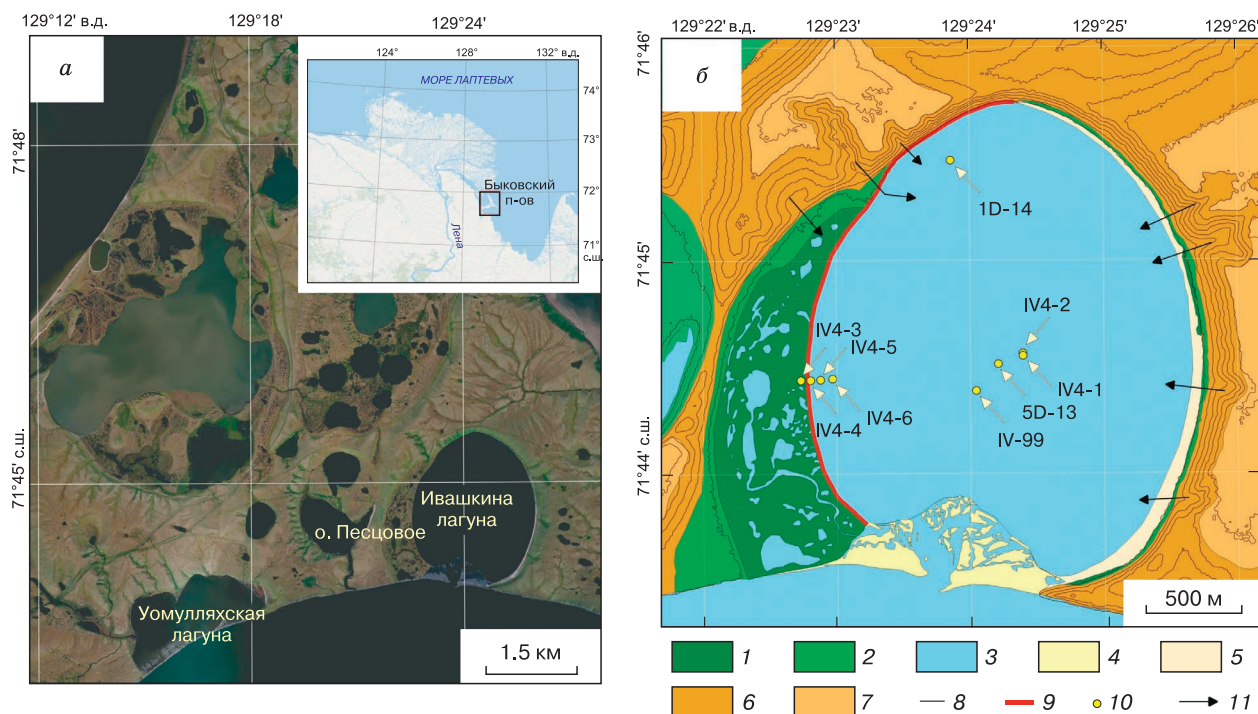 129°12' в.д.
129°18'
129°24'
а
71°48'
71°45' с.ш.
124°
128°
132° в.д.
МОРЕ ЛАПТЕВЫХ
74°
73°
72°
71°
с.ш.
Быковский
п-ов
Лена
Ивашкина
лагуна
о. Песцовое
Уомулляхская
лагуна
1.5 км
129°22' в.д.
129°23'
129°24'
129°25'
129°26'
б
71°46'
71°45'
71°44' с.ш.
1D-14
IV4-2
IV4-3
IV4-5
IV4-1
5D-13
IV4-6
IV4-4
IV-99
500 м
1 2 3 4 5
6 7 8 9 10 11